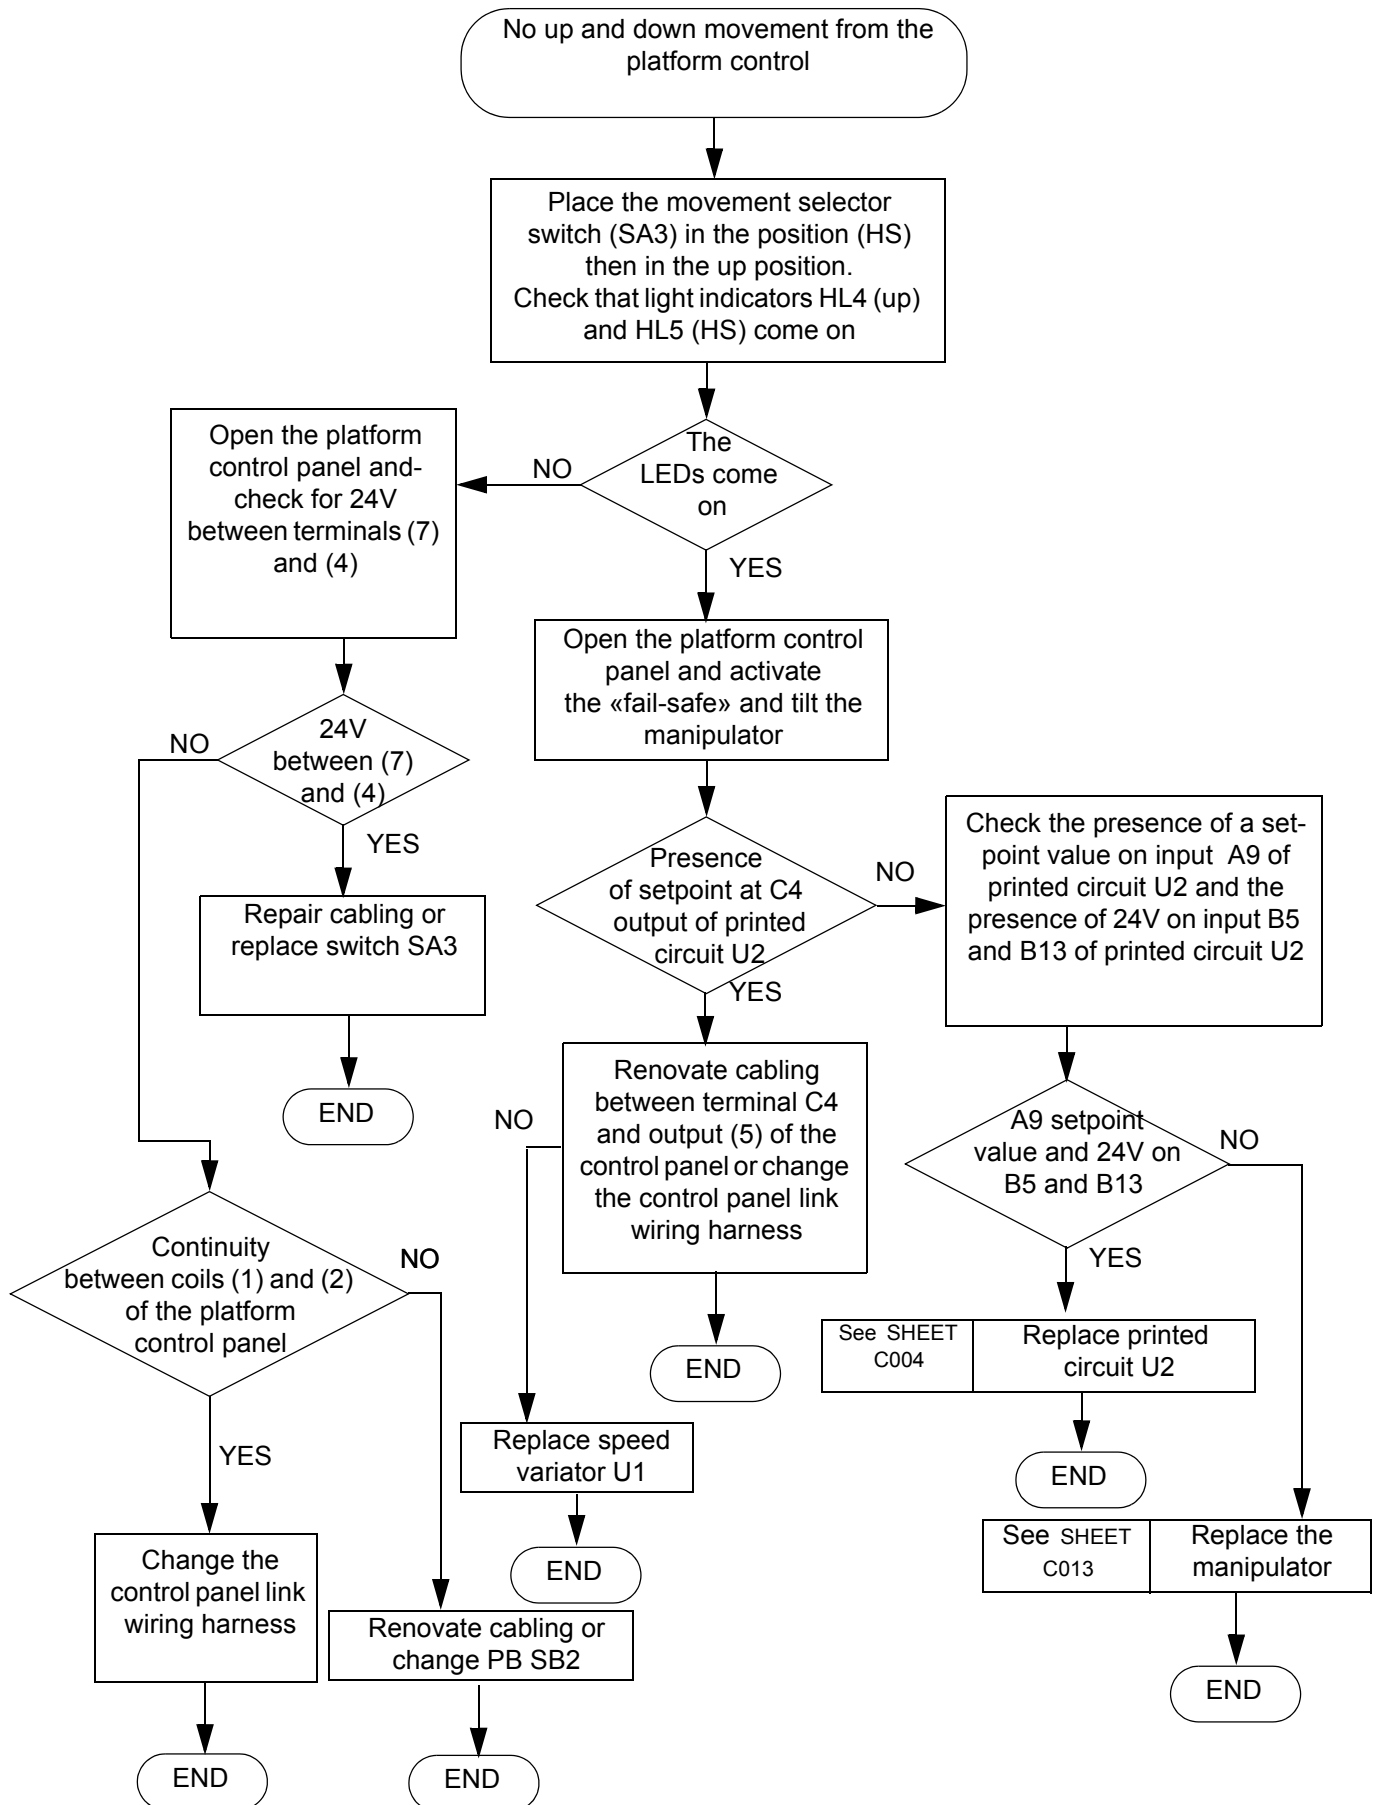 No up and down movement from the
platform control
Place the movement selector
switch (SA3) in the position (HS)
then in the up position.
Check that light indicators HL4 (up)
and HL5 (HS) come on
The
LEDs come
on
NO
YES
Open the platform
control panel and-
check for 24V
between terminals (7)
and (4)
24V
between (7)
and (4)
NO
YES
Repair cabling or
replace switch SA3
END
Open the platform control
panel and activate
the «fail-safe» and tilt the
manipulator
Presence
of setpoint at C4
output of printed
circuit U2
NO
YES
Check the presence of a set-
point value on input A9 of
printed circuit U2 and the
presence of 24V on input B5
and B13 of printed circuit U2
Renovate cabling
between terminal C4
and output (5) of the
control panel or change
the control panel link
wiring harness
NO
END
A9 setpoint
value and 24V on
B5 and B13
NO
YES
Continuity
between coils (1) and (2)
of the platform
control panel
NO
YES
See SHEET
C004
Replace printed
circuit U2
END
Replace speed
variator U1
END
See SHEET
C013
Replace the
manipulator
END
Change the
control panel link
wiring harness
END
Renovate cabling or
change PB SB2
END